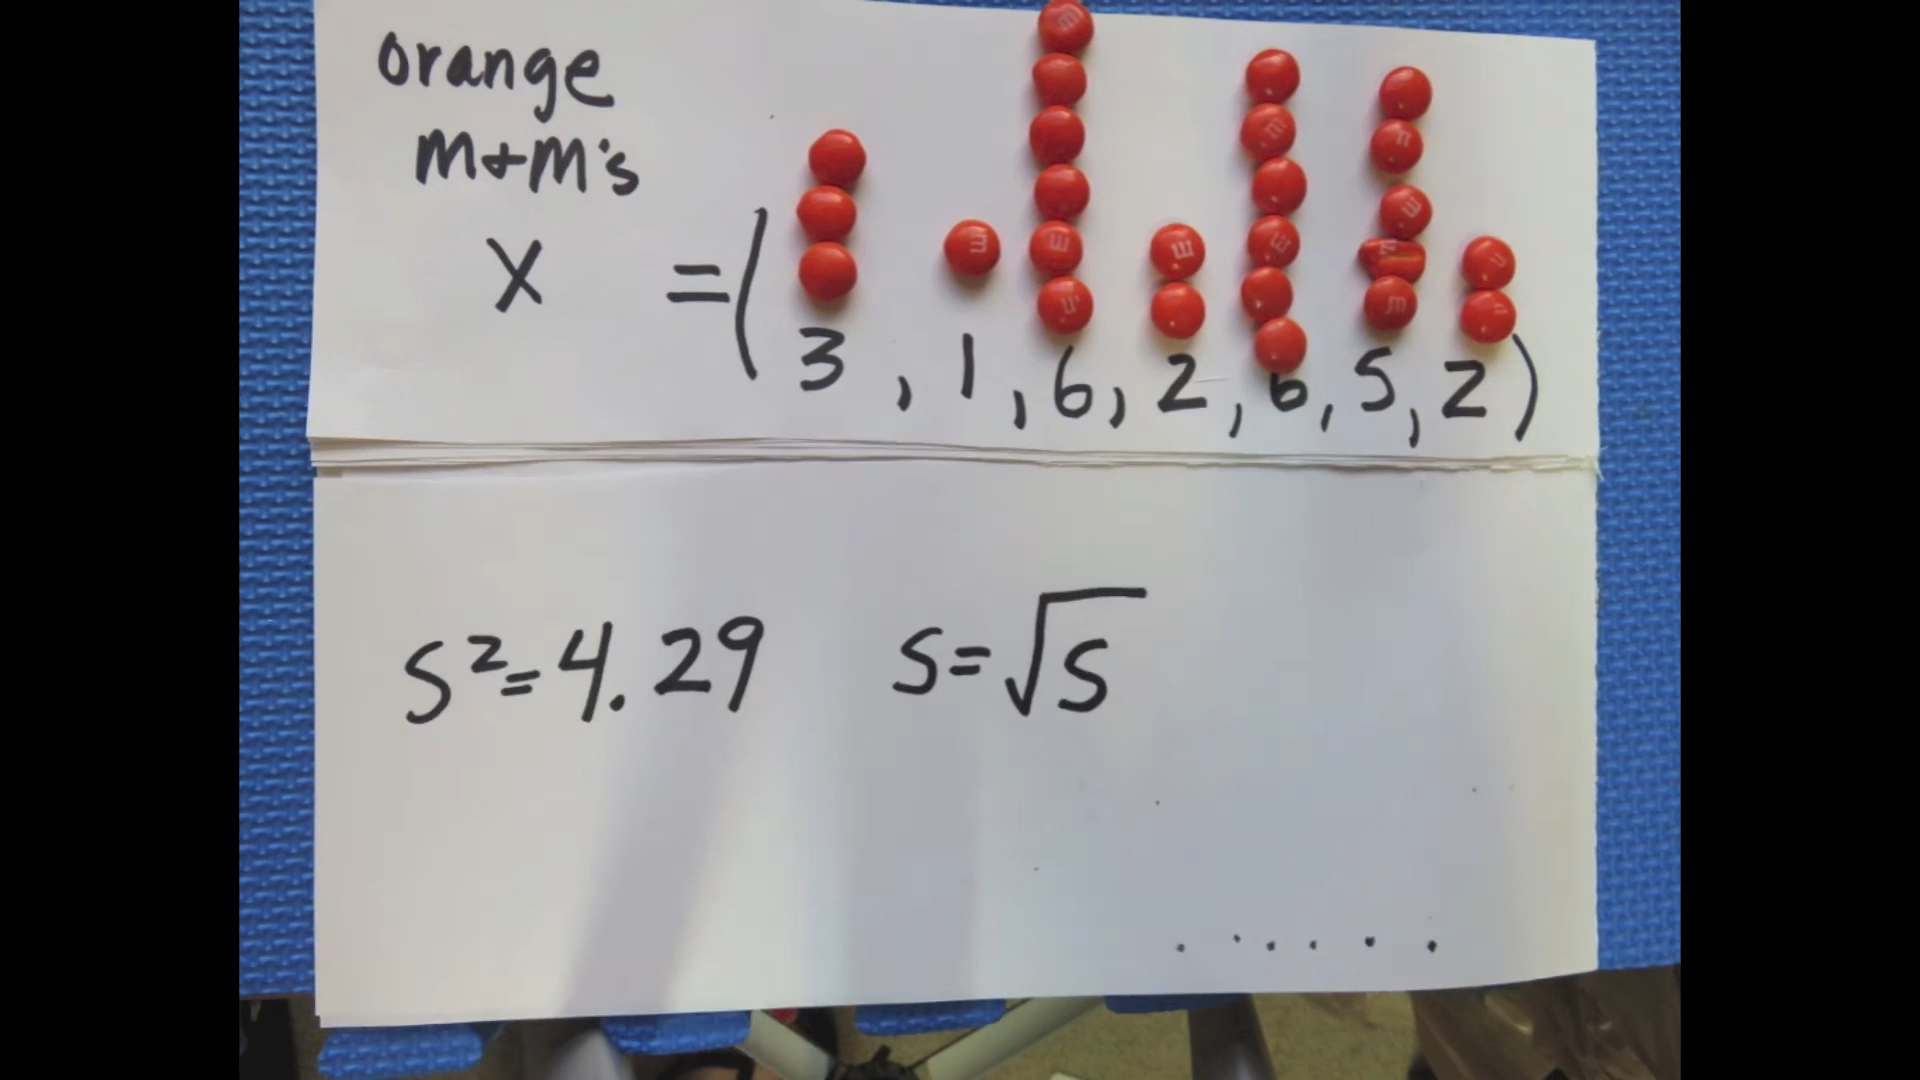 orange
m+m's
X = (3, 1, 6, 2, 6, 5, 2)
S²=4.29 S=√S